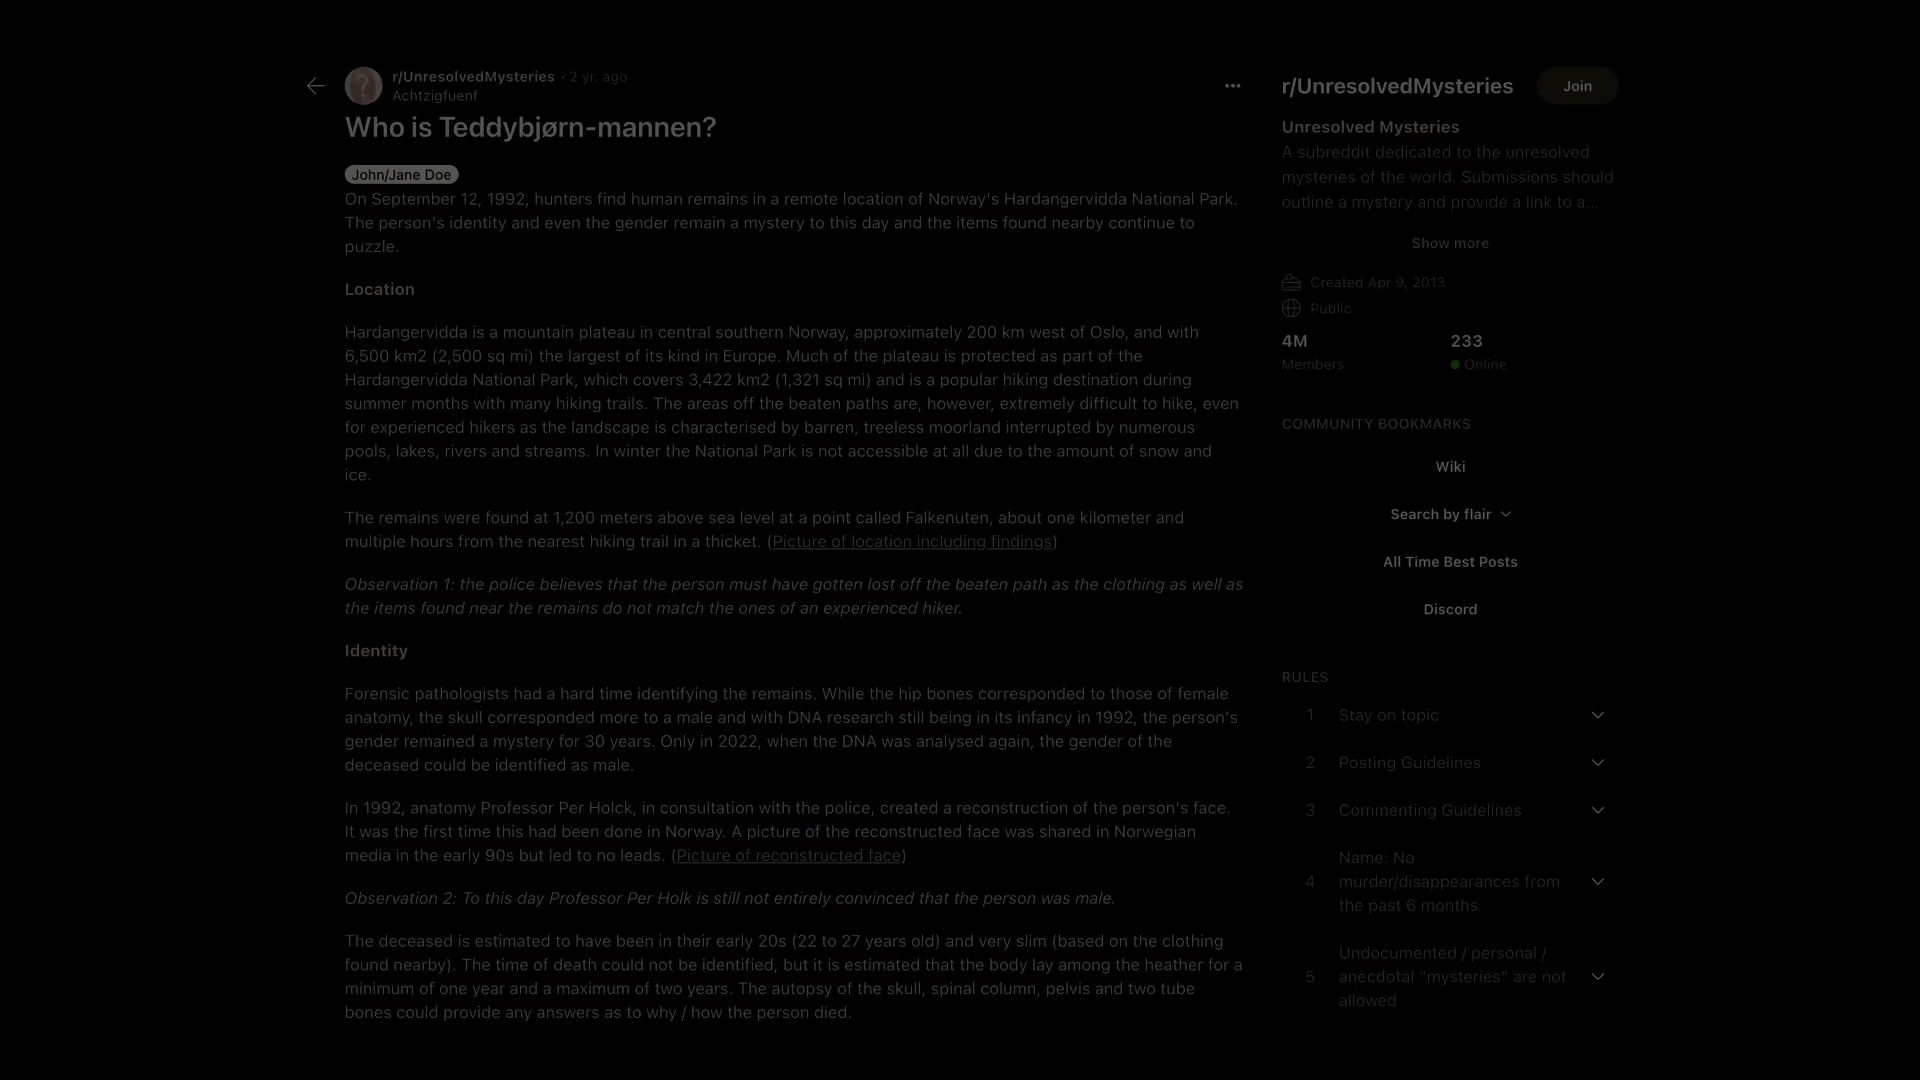 r/UnresolvedMysteries • 2 yr. ago
Achtzigfuenf
Who is Teddybjørn-mannen?
John/Jane Doe
On September 12, 1992, hunters find human remains in a remote location of Norway's Hardangervidda National Park.
The person's identity and even the gender remain a mystery to this day and the items found nearby continue to
puzzle.
Location
Hardangervidda is a mountain plateau in central southern Norway, approximately 200 km west of Oslo, and with
6,500 km2 (2,500 sq mi) the largest of its kind in Europe. Much of the plateau is protected as part of the
Hardangervidda National Park, which covers 3,422 km2 (1,321 sq mi) and is a popular hiking destination during
summer months with many hiking trails. The areas off the beaten paths are, however, extremely difficult to hike, even
for experienced hikers as the landscape is characterised by barren, treeless moorland interrupted by numerous
pools, lakes, rivers and streams. In winter the National Park is not accessible at all due to the amount of snow and
ice.
The remains were found at 1,200 meters above sea level at a point called Falkenuten, about one kilometer and
multiple hours from the nearest hiking trail in a thicket. (Picture of location including findings)
Observation 1: the police believes that the person must have gotten lost off the beaten path as the clothing as well as
the items found near the remains do not match the ones of an experienced hiker.
Identity
Forensic pathologists had a hard time identifying the remains. While the hip bones corresponded to those of female
anatomy, the skull corresponded more to a male and with DNA research still being in its infancy in 1992, the person's
gender remained a mystery for 30 years. Only in 2022, when the DNA was analysed again, the gender of the
deceased could be identified as male.
In 1992, anatomy Professor Per Holck, in consultation with the police, created a reconstruction of the person's face.
It was the first time this had been done in Norway. A picture of the reconstructed face was shared in Norwegian
media in the early 90s but led to no leads. (Picture of reconstructed face)
Observation 2: To this day Professor Per Holk is still not entirely convinced that the person was male.
The deceased is estimated to have been in their early 20s (22 to 27 years old) and very slim (based on the clothing
found nearby). The time of death could not be identified, but it is estimated that the body lay among the heather for a
minimum of one year and a maximum of two years. The autopsy of the skull, spinal column, pelvis and two tube
bones could provide any answers as to why / how the person died.
r/UnresolvedMysteries
Join
Unresolved Mysteries
A subreddit dedicated to the unresolved
mysteries of the world. Submissions should
outline a mystery and provide a link to a...
Show more
Created Apr 9, 2013
Public
4M 233
Members Online
COMMUNITY BOOKMARKS
Wiki
Search by flair
All Time Best Posts
Discord
RULES
1 Stay on topic
2 Posting Guidelines
3 Commenting Guidelines
Name: No
4 murder/disappearances from
the past 6 months
Undocumented / personal /
5 anecdotal "mysteries" are not
allowed